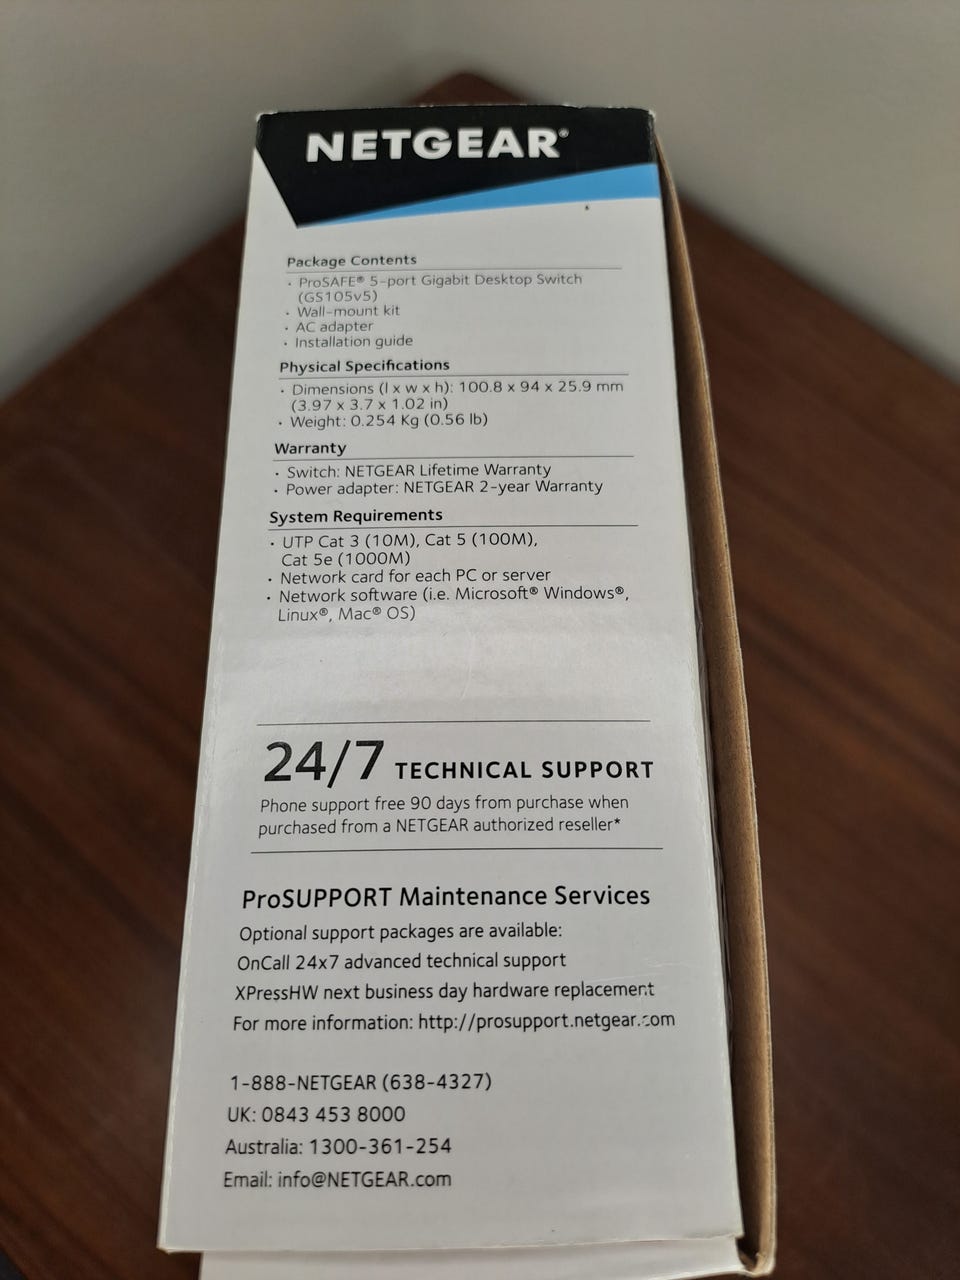 NETGEAR®
Package Contents
· ProSAFE® 5-port Gigabit Desktop Switch
(GS105v5)
· Wall-mount kit
· AC adapter
· Installation guide
Physical Specifications
· Dimensions (l x w x h): 100.8 x 94 x 25.9 mm
(3.97 x 3.7 x 1.02 in)
· Weight: 0.254 Kg (0.56 lb)
Warranty
· Switch: NETGEAR Lifetime Warranty
· Power adapter: NETGEAR 2-year Warranty
System Requirements
· UTP Cat 3 (10M), Cat 5 (100M),
Cat 5e (1000M)
· Network card for each PC or server
· Network software (i.e. Microsoft® Windows®,
Linux®, Mac® OS)
24/7 TECHNICAL SUPPORT
Phone support free 90 days from purchase when
purchased from a NETGEAR authorized reseller*
ProSUPPORT Maintenance Services
Optional support packages are available:
OnCall 24x7 advanced technical support
XPressHW next business day hardware replacement
For more information: http://prosupport.netgear.com
1-888-NETGEAR (638-4327)
UK: 0843 453 8000
Australia: 1300-361-254
Email: info@NETGEAR.com